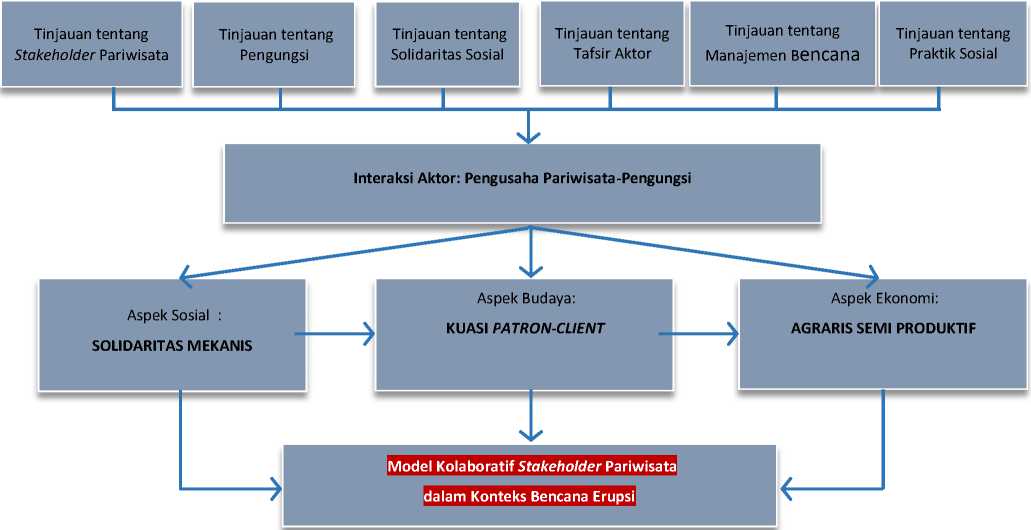 Tinjauan tentang
Stakeholder Pariwisata
Tinjauan tentang
Pengungsi
Tinjauan tentang
Solidaritas Sosial
Tinjauan tentang
Tafsir Aktor
Tinjauan tentang
Manajemen Bencana
Tinjauan tentang
Praktik Sosial
Interaksi Aktor: Pengusaha Pariwisata-Pengungsi
Aspek Sosial :
SOLIDARITAS MEKANIS
Aspek Budaya:
KUASI PATRON-CLIENT
Aspek Ekonomi:
AGRARIS SEMI PRODUKTIF
Model Kolaboratif Stakeholder Pariwisata
dalam Konteks Bencana Erupsi